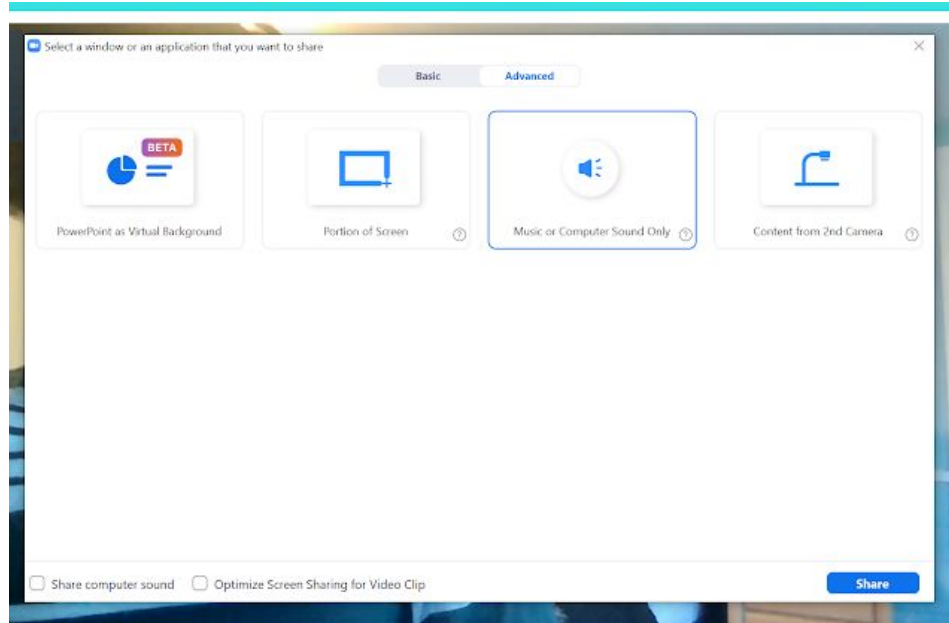 Select a window or an application that you want to share
Basic
Advanced
BETA
PowerPoint as Virtual Background
Portion of Screen
Music or Computer Sound Only
Content from 2nd Camera
Share computer sound
Optimize Screen Sharing for Video Clip
Share